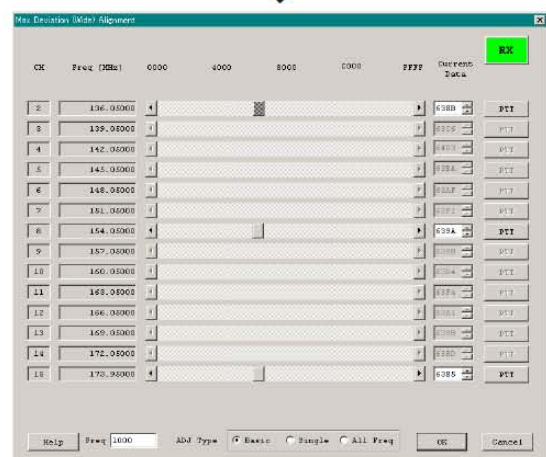 Max Deviation (Wide) Alignment
RX
CH Freq [MHz] 0000 4000 8000 C000 FFFF Current Data
2 136.05000 638B PTT
3 139.05000 PTT
4 142.05000 PTT
5 145.05000 PTT
6 148.05000 PTT
7 151.05000 PTT
8 154.05000 639A PTT
9 157.05000 PTT
10 160.05000 PTT
11 163.05000 PTT
12 166.05000 PTT
13 169.05000 PTT
14 172.05000 PTT
15 173.95000 6385 PTT
Help Freq 1000 ADJ Type Basic Single All Freq OK Cancel